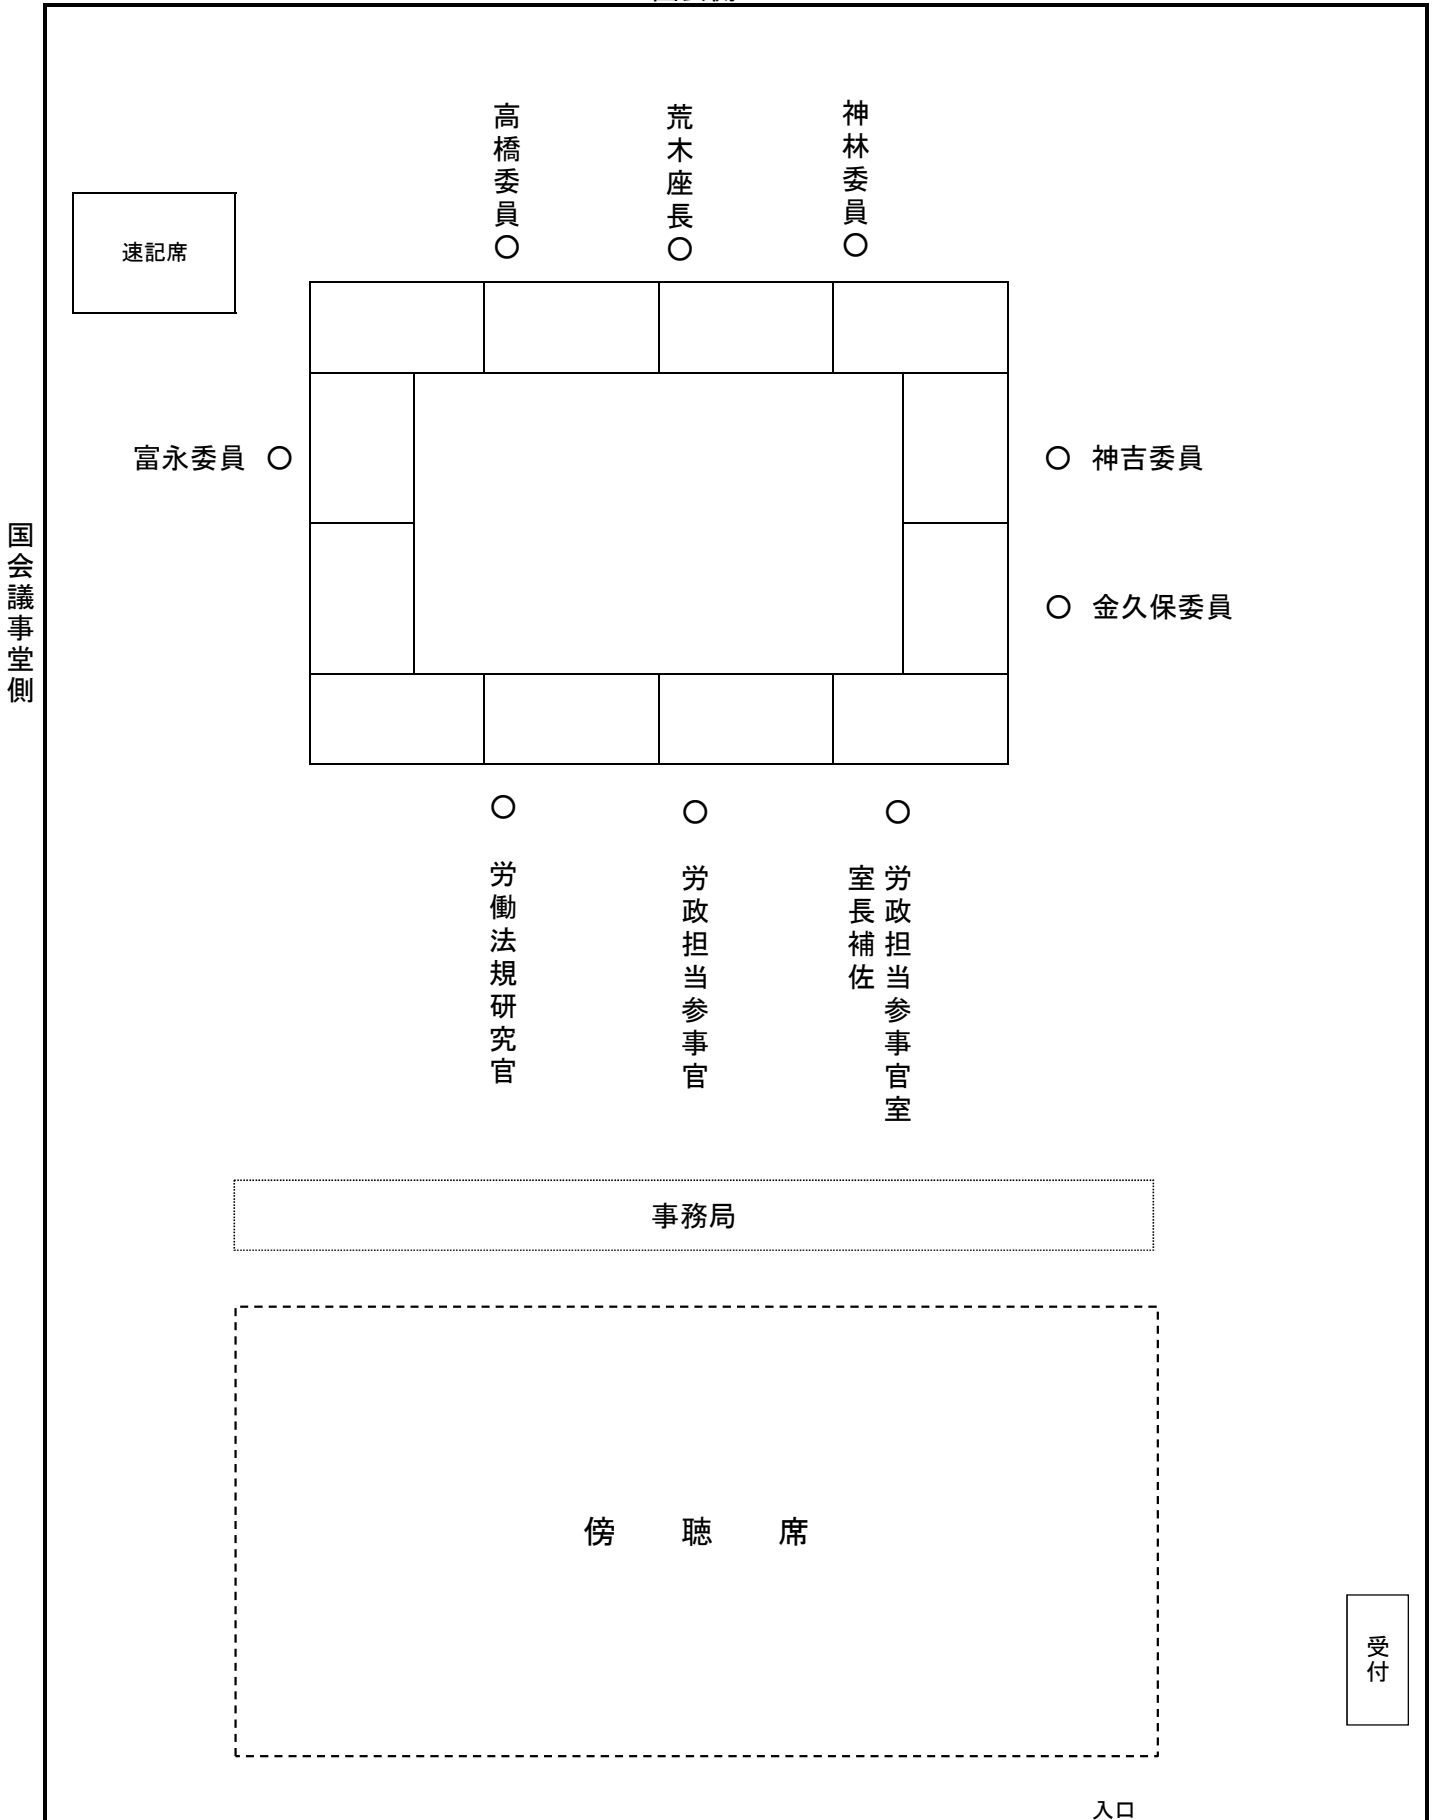 高橋委員
荒木座長
神林委員
速記席
富永委員
神吉委員
国会議事堂側
金久保委員
労働法規研究官
労政担当参事官
労政担当参事官室
室長補佐
事務局
傍聴席
受付
入口